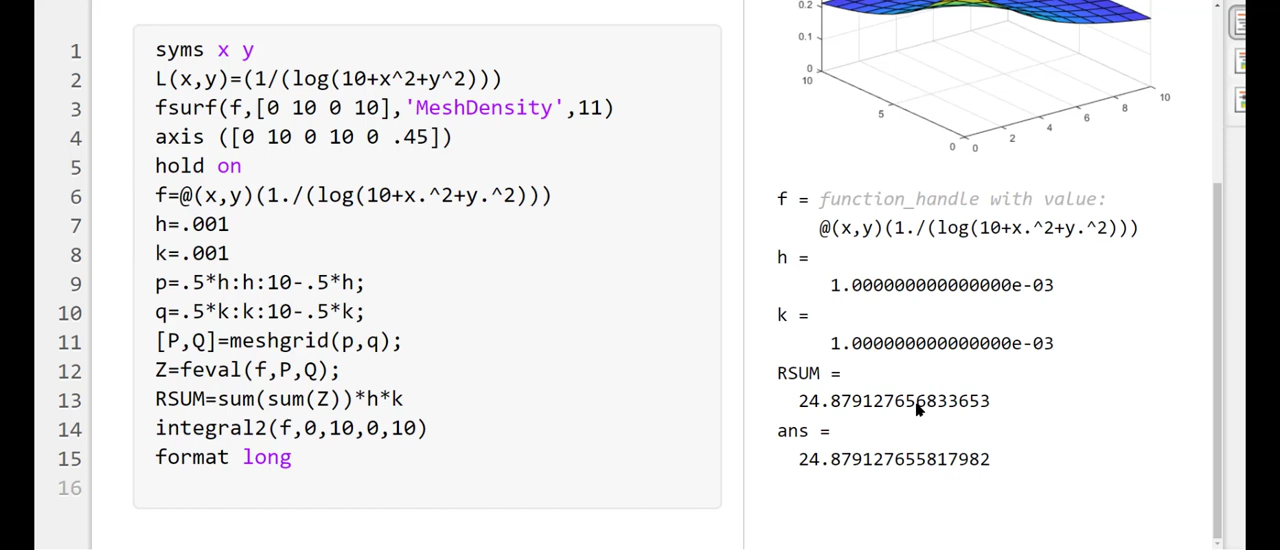 1 syms x y
2 L(x,y)=(1/(log(10+x^2+y^2)))
3 fsurf(f,[0 10 0 10],'MeshDensity',11)
4 axis ([0 10 0 10 0 .45])
5 hold on
6 f=@(x,y)(1./(log(10+x.^2+y.^2)))
7 h=.001
8 k=.001
9 p=.5*h:h:10-.5*h;
10 q=.5*k:k:10-.5*k;
11 [P,Q]=meshgrid(p,q);
12 Z=feval(f,P,Q);
13 RSUM=sum(sum(Z))*h*k
14 integral2(f,0,10,0,10)
15 format long
16
0.2
0.1
0
10
5
0
0
2
4
6
8
10
f = function_handle with value:
@(x,y)(1./(log(10+x.^2+y.^2)))
h =
1.000000000000000e-03
k =
1.000000000000000e-03
RSUM =
24.879127656833653
ans =
24.879127655817982